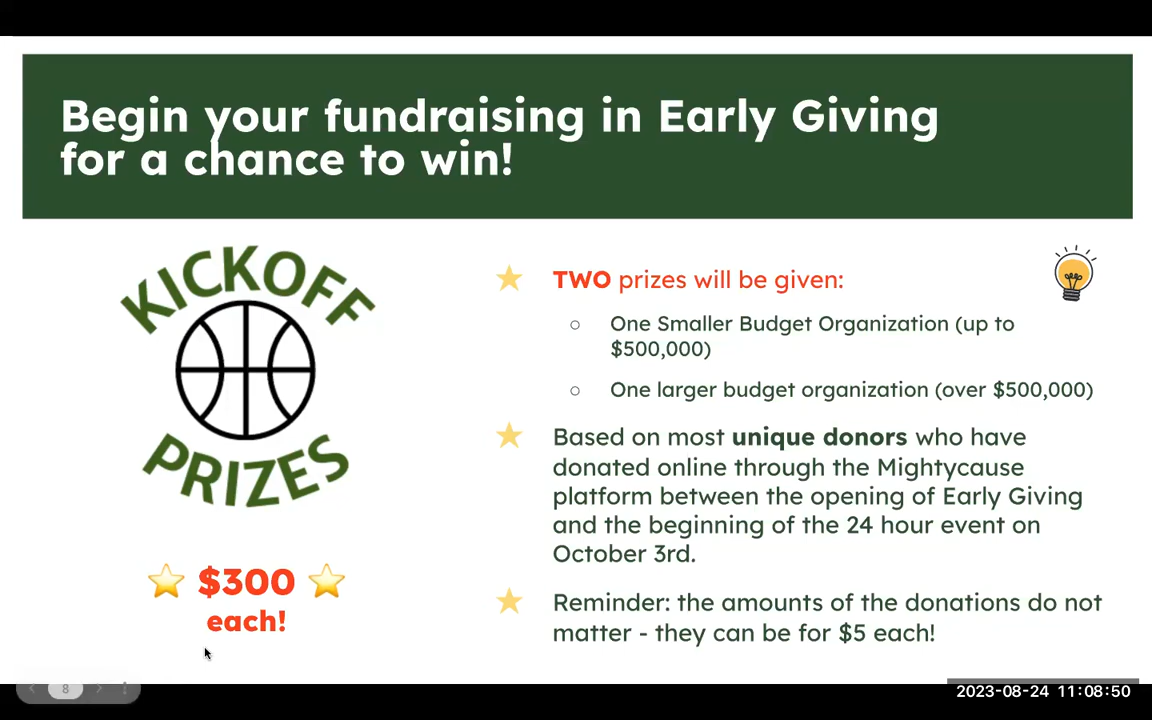 Begin your fundraising in Early Giving
for a chance to win!
KICKOFF
PRIZES
$300
each!
TWO prizes will be given:
One Smaller Budget Organization (up to
$500,000)
One larger budget organization (over $500,000)
Based on most unique donors who have
donated online through the Mightycause
platform between the opening of Early Giving
and the beginning of the 24 hour event on
October 3rd.
Reminder: the amounts of the donations do not
matter - they can be for $5 each!
8
2023-08-24 11:08:50